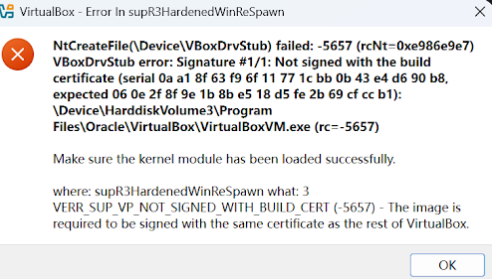 VirtualBox - Error In supR3HardenedWinReSpawn
NtCreateFile(\Device\VBoxDrvStub) failed: -5657 (rcNt=0xe986e9e7)
VBoxDrvStub error: Signature #1/1: Not signed with the build
certificate (serial 0a a1 8f 63 f9 6f 11 77 1c bb 0b 43 e4 d6 90 b8,
expected 06 0e 2f 8f 9e 1b 8b e5 18 d5 fe 2b 69 cf cc b1):
\Device\HarddiskVolume3\Program
Files\Oracle\VirtualBox\VirtualBoxVM.exe (rc=-5657)
Make sure the kernel module has been loaded successfully.
where: supR3HardenedWinReSpawn what: 3
VERR_SUP_VP_NOT_SIGNED_WITH_BUILD_CERT (-5657) - The image is
required to be signed with the same certificate as the rest of VirtualBox.
OK